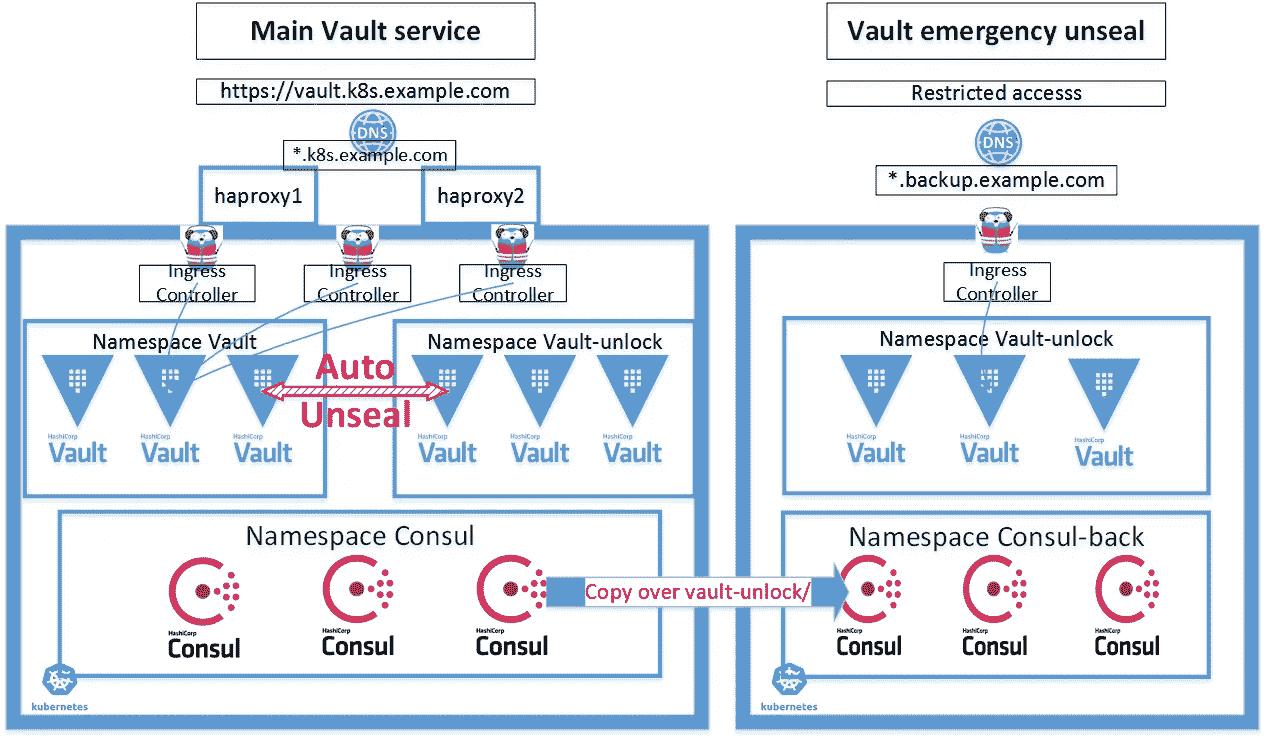 Main Vault service
https://vault.k8s.example.com
DNS
*.k8s.example.com
haproxy1
haproxy2
Ingress
Controller
Ingress
Controller
Ingress
Controller
Namespace Vault
HashiCorp
Vault
HashiCorp
Vault
HashiCorp
Vault
Auto
Unseal
Namespace Vault-unlock
HashiCorp
Vault
HashiCorp
Vault
HashiCorp
Vault
Namespace Consul
HashiCorp
Consul
HashiCorp
Consul
HashiCorp
Consul
kubernetes
Copy over vault-unlock/
Vault emergency unseal
Restricted accesss
DNS
*.backup.example.com
Ingress
Controller
Namespace Vault-unlock
HashiCorp
Vault
HashiCorp
Vault
HashiCorp
Vault
Namespace Consul-back
HashiCorp
Consul
HashiCorp
Consul
HashiCorp
Consul
kubernetes